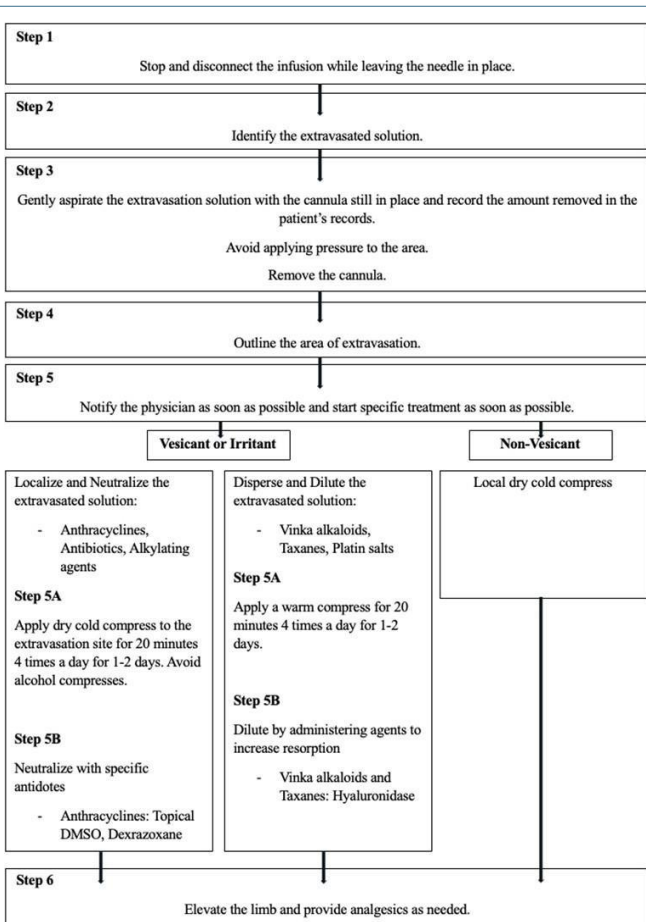 Step 1
Stop and disconnect the infusion while leaving the needle in place.
Step 2
Identify the extravasated solution.
Step 3
Gently aspirate the extravasation solution with the cannula still in place and record the amount removed in the
patient's records.
Avoid applying pressure to the area.
Remove the cannula.
Step 4
Outline the area of extravasation.
Step 5
Notify the physician as soon as possible and start specific treatment as soon as possible.
Vesicant or Irritant
Non-Vesicant
Localize and Neutralize the
extravasated solution:
- Anthracyclines,
Antibiotics, Alkylating
agents
Step 5A
Apply dry cold compress to the
extravasation site for 20 minutes
4 times a day for 1-2 days. Avoid
alcohol compresses.
Step 5B
Neutralize with specific
antidotes
- Anthracyclines: Topical
DMSO, Dexrazoxane
Disperse and Dilute the
extravasated solution:
- Vinka alkaloids,
Taxanes, Platin salts
Step 5A
Apply a warm compress for 20
minutes 4 times a day for 1-2
days.
Step 5B
Dilute by administering agents to
increase resorption
- Vinka alkaloids and
Taxanes: Hyaluronidase
Local dry cold compress
Step 6
Elevate the limb and provide analgesics as needed.